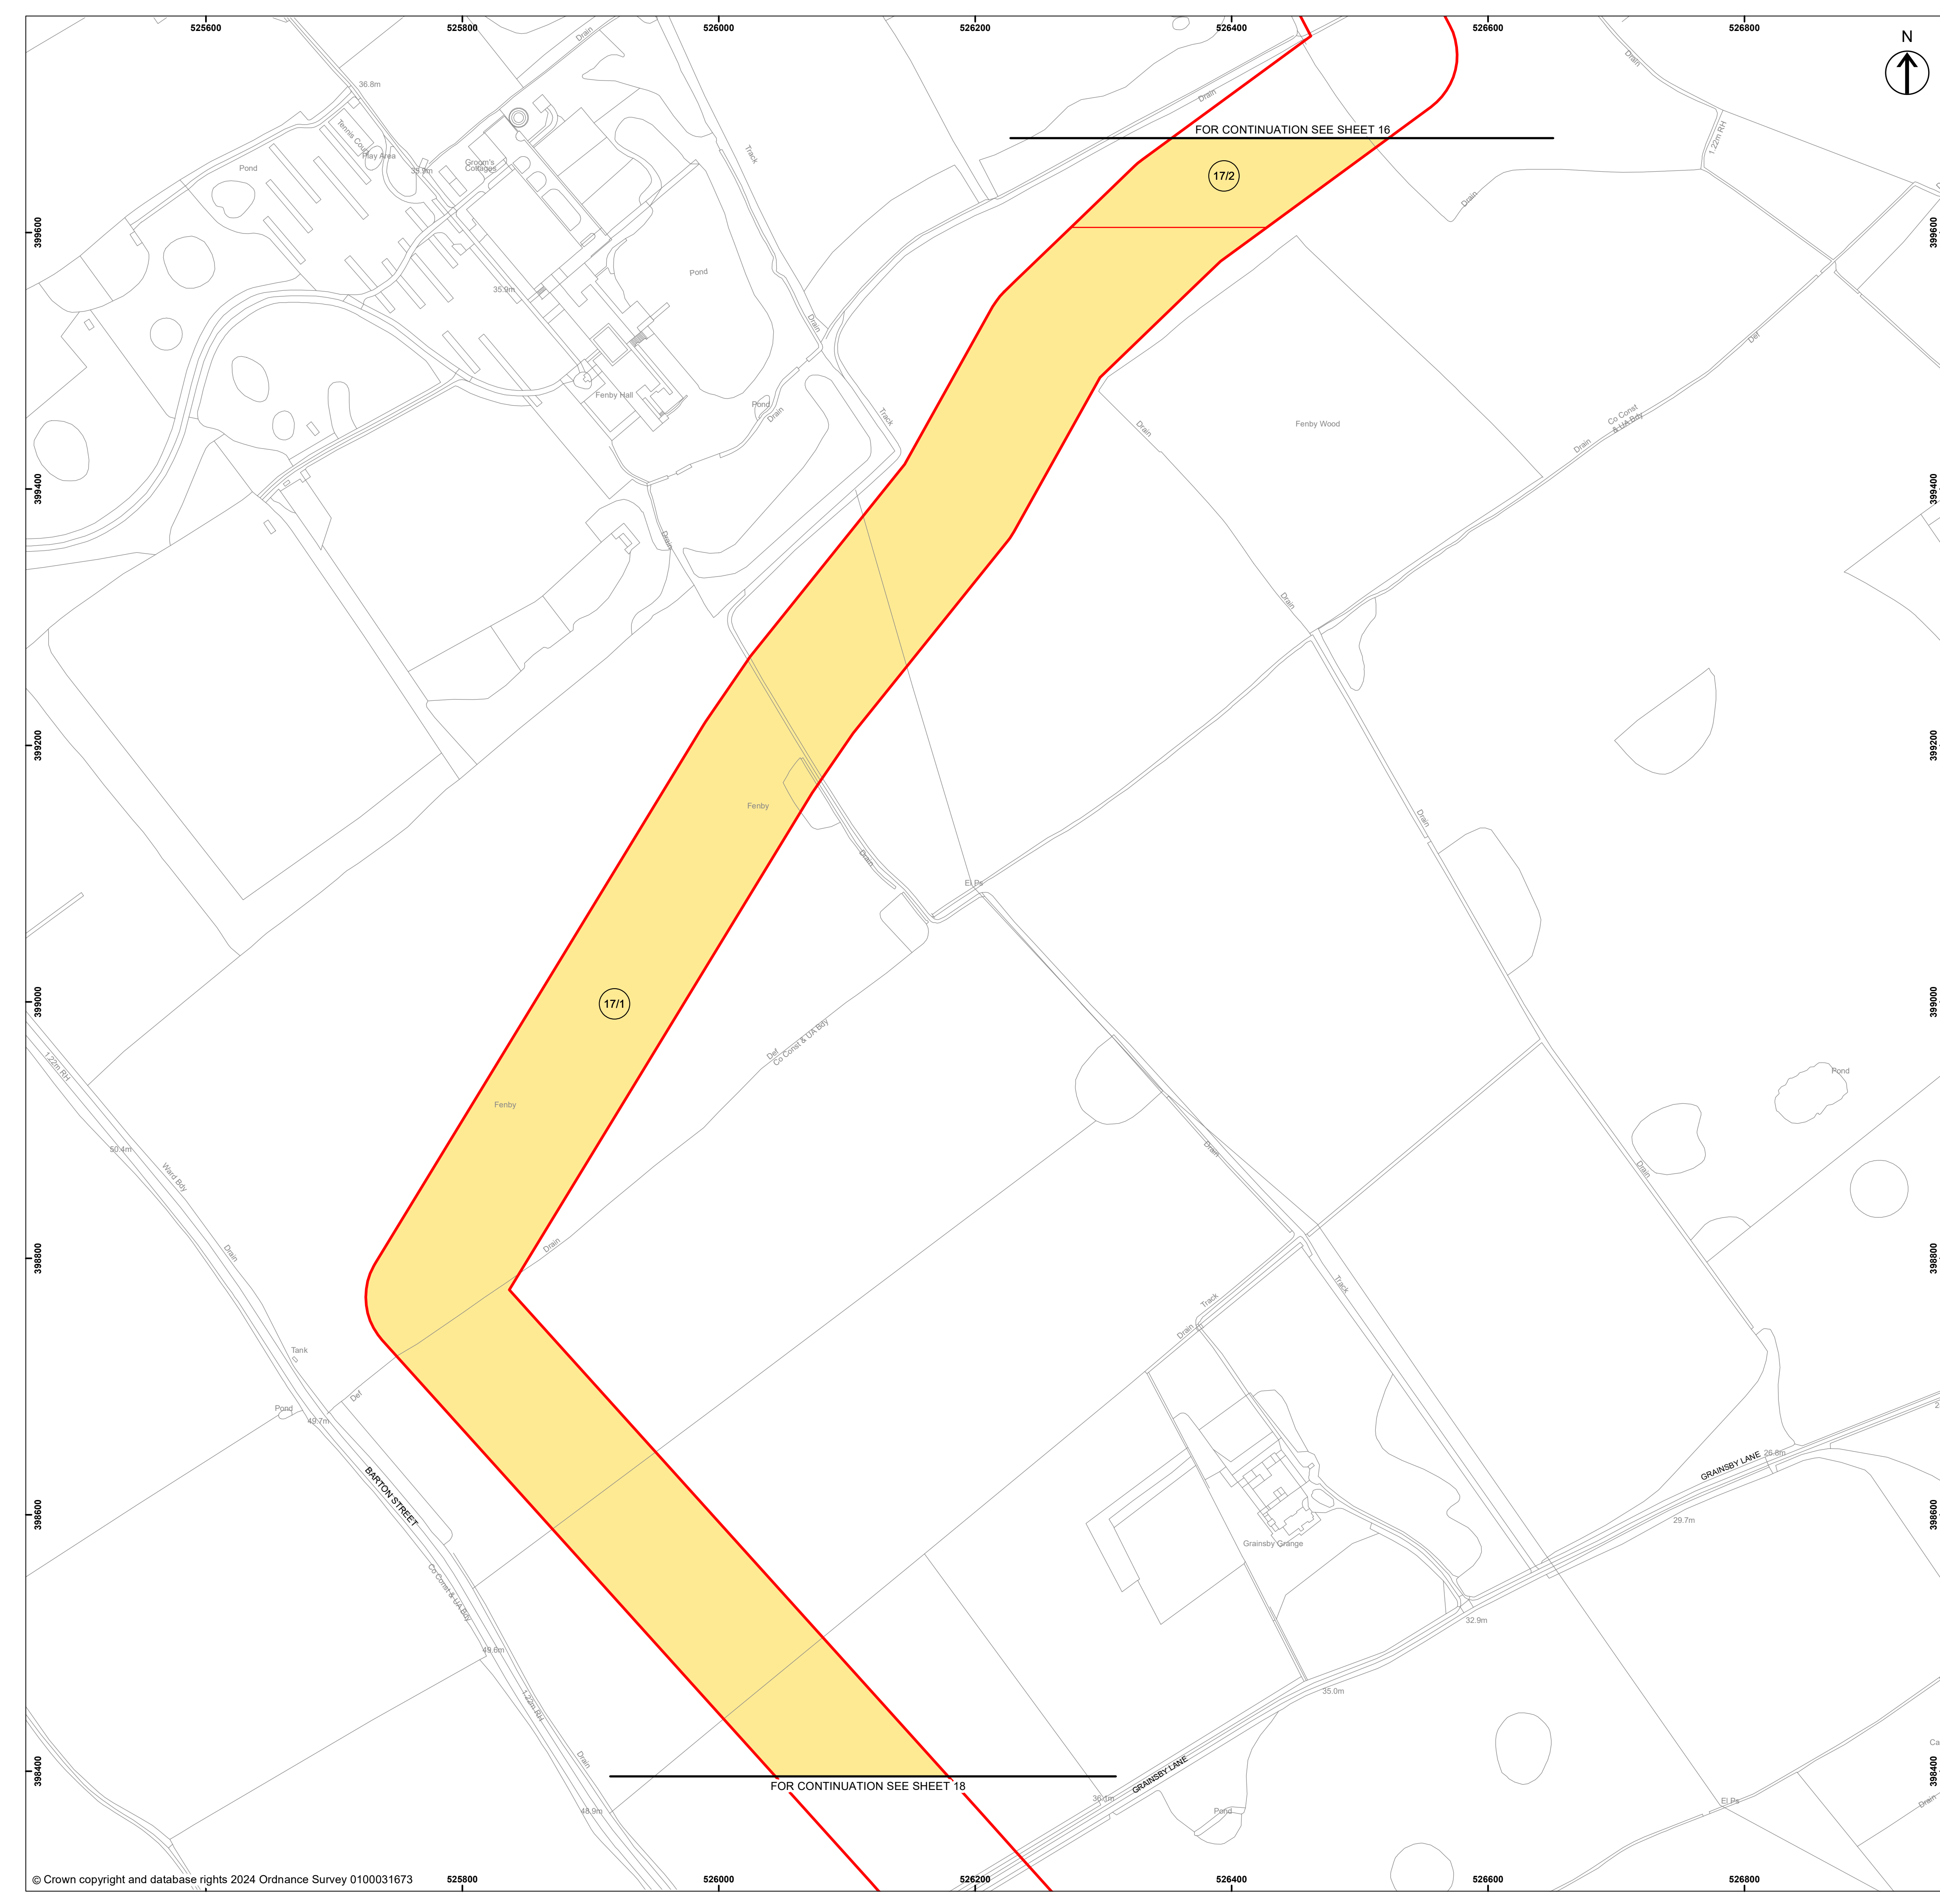 525600
525800
526000
526200
526400
526600
526800
N
Drain
Drain
36.8m
Drain
FOR CONTINUATION SEE SHEET 16
Tennis Court
Play Area
Track
1.22m RH
Pond
35.9m
Groom's
Cottages
17/2
Drain
399600
399600
Pond
35.9m
Drain
Def
Fenby Hall
Pond
Drain
Track
Drain
Fenby Wood
Co Const
& UA Bdy
Drain
399400
399400
Drain
Drain
399200
399200
Fenby
Drain
Drain
El Ps
17/1
399000
399000
Def
Co Const & UA Bdy
1.22m RH
Pond
Fenby
50.4m
Ward Bdy
Drain
Drain
Drain
Drain
398800
398800
Track
Track
Drain
Tank
Def
Pond
49.7m
GRAINSBY LANE
26.8m
BARTON STREET
398600
398600
29.7m
Grainsby Grange
Co Const & UA Bdy
32.9m
49.6m
35.0m
1.22m RH
Drain
398400
398400
GRAINSBY LANE
FOR CONTINUATION SEE SHEET 18
48.9m
36.1m
Pond
El Ps
Drain
© Crown copyright and database rights 2024 Ordnance Survey 0100031673
525800
526000
526200
526400
526600
526800